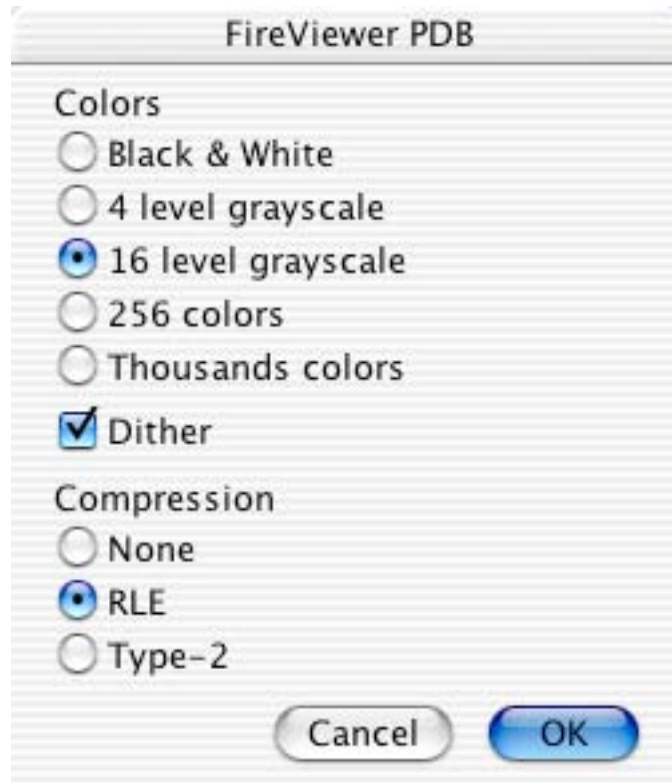 FireViewer PDB
Colors
Black & White
4 level grayscale
16 level grayscale
256 colors
Thousands colors
Dither
Compression
None
RLE
Type-2
Cancel OK